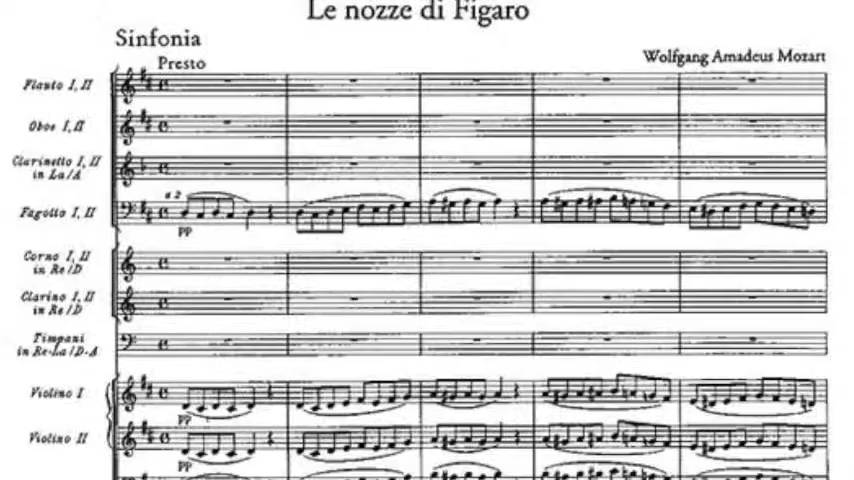 Le nozze di Figaro
Sinfonia
Presto
Wolfgang Amadeus Mozart
Flauto I, II
Oboe I, II
Clarinetto I, II
in La/A
a 2
Fagotto I, II
pp
Corno I, II
in Re/D
Clarino I, II
in Re/D
Timpani
in Re-La/D-A
Violino I
pp
Violino II
pp